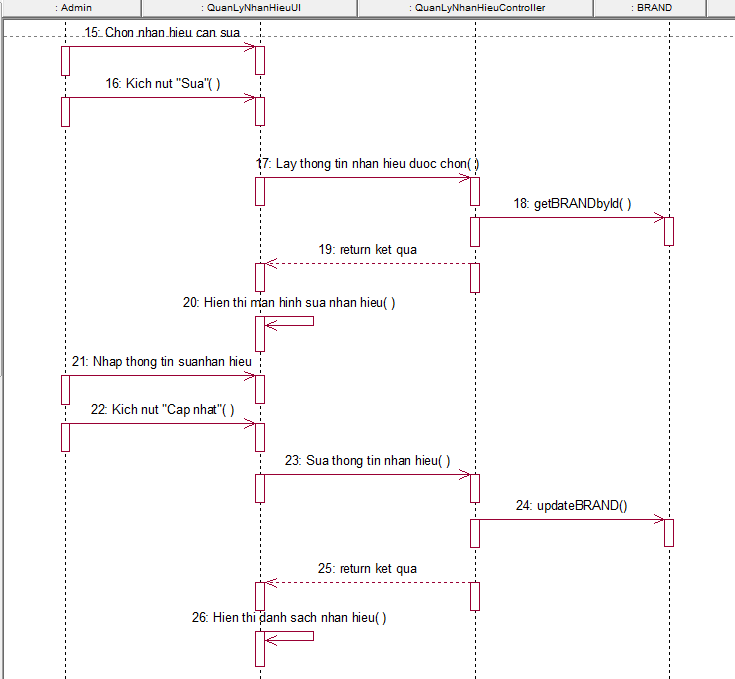 : Admin
: QuanLyNhanHieuUI
: QuanLyNhanHieuController
: BRAND
15: Chon nhan hieu can sua
16: Kich nut "Sua"( )
17: Lay thong tin nhan hieu duoc chon( )
18: getBRANDbyId( )
19: return ket qua
20: Hien thi man hinh sua nhan hieu( )
21: Nhap thong tin suanhan hieu
22: Kich nut "Cap nhat"( )
23: Sua thong tin nhan hieu( )
24: updateBRAND()
25: return ket qua
26: Hien thi danh sach nhan hieu( )